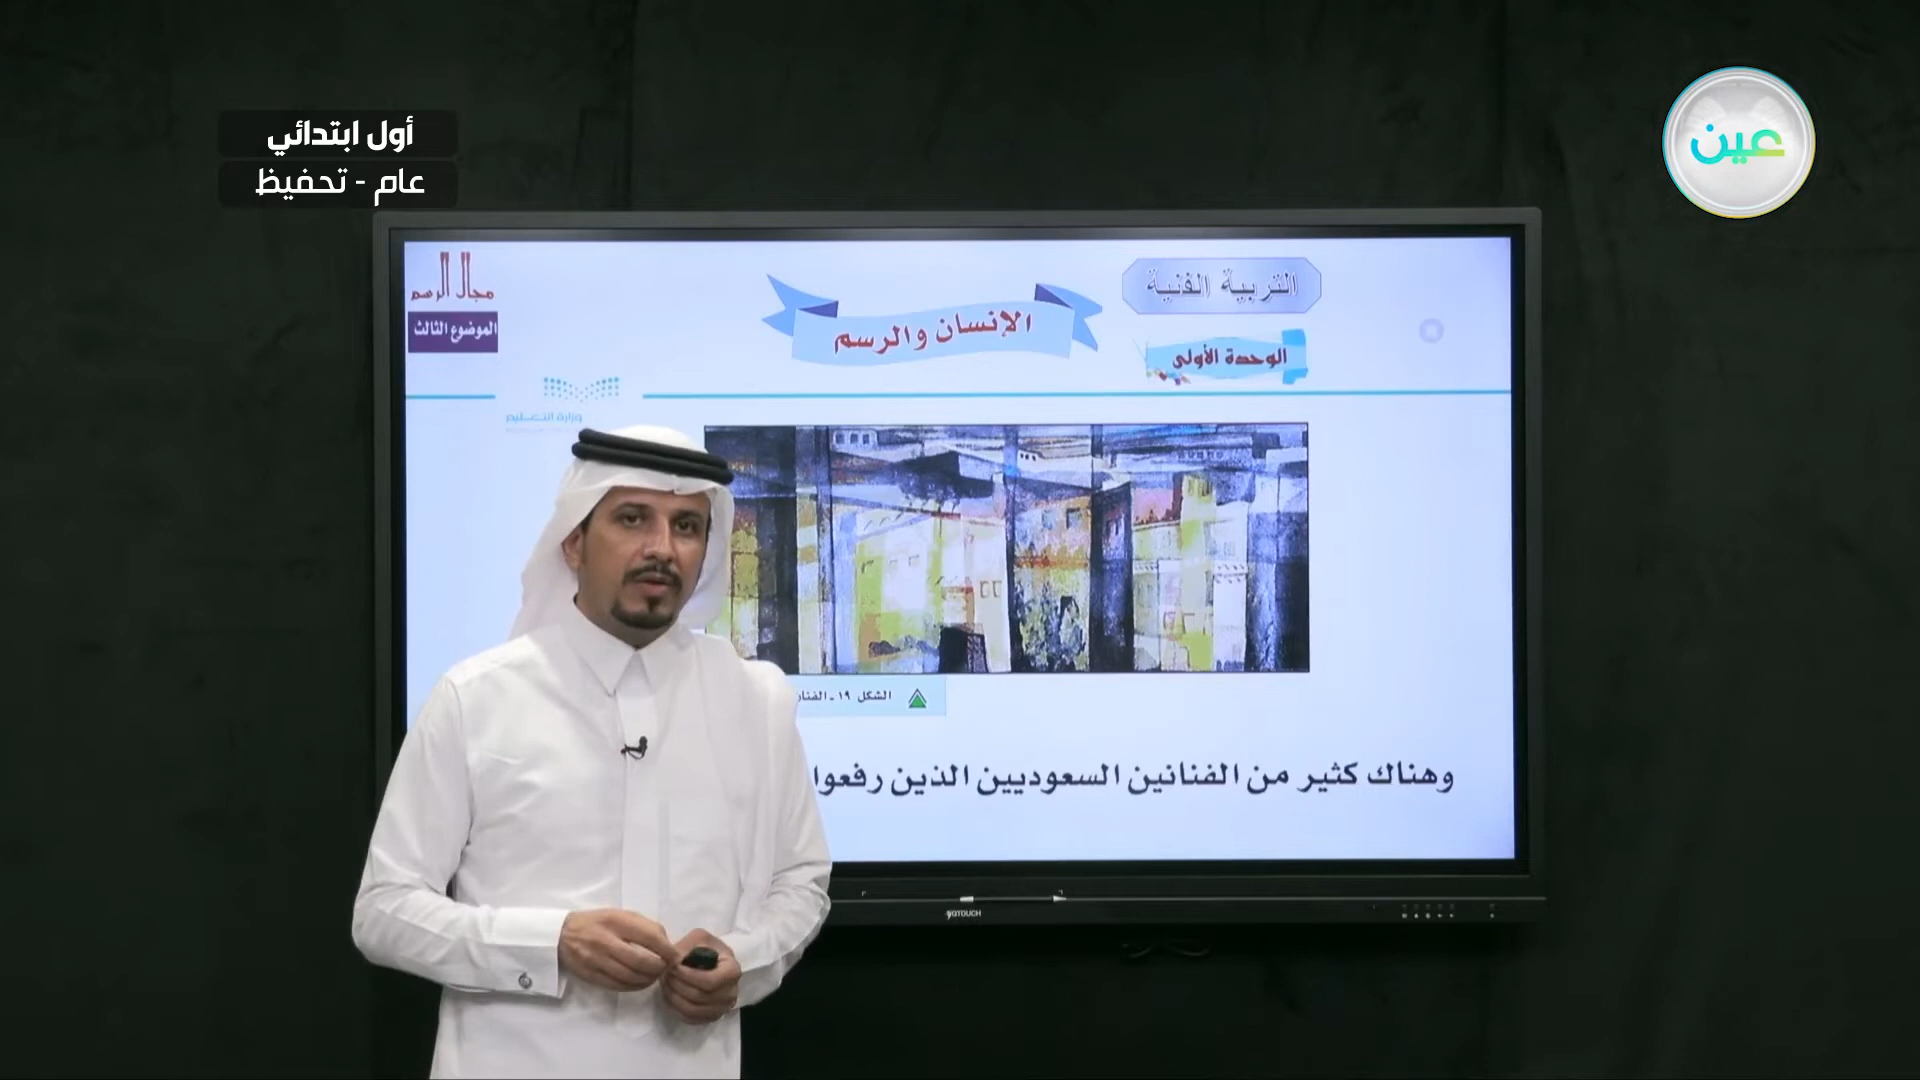 أول ابتدائي
عام - تحفيظ
عين
التربية الفنية
الوحدة الأولى
الإنسان والرسم
مجال الرسم
الموضوع الثالث
وزارة التعليم
الشكل ١٩ - الفنان
وهناك كثير من الفنانين السعوديين الذين رفعوا